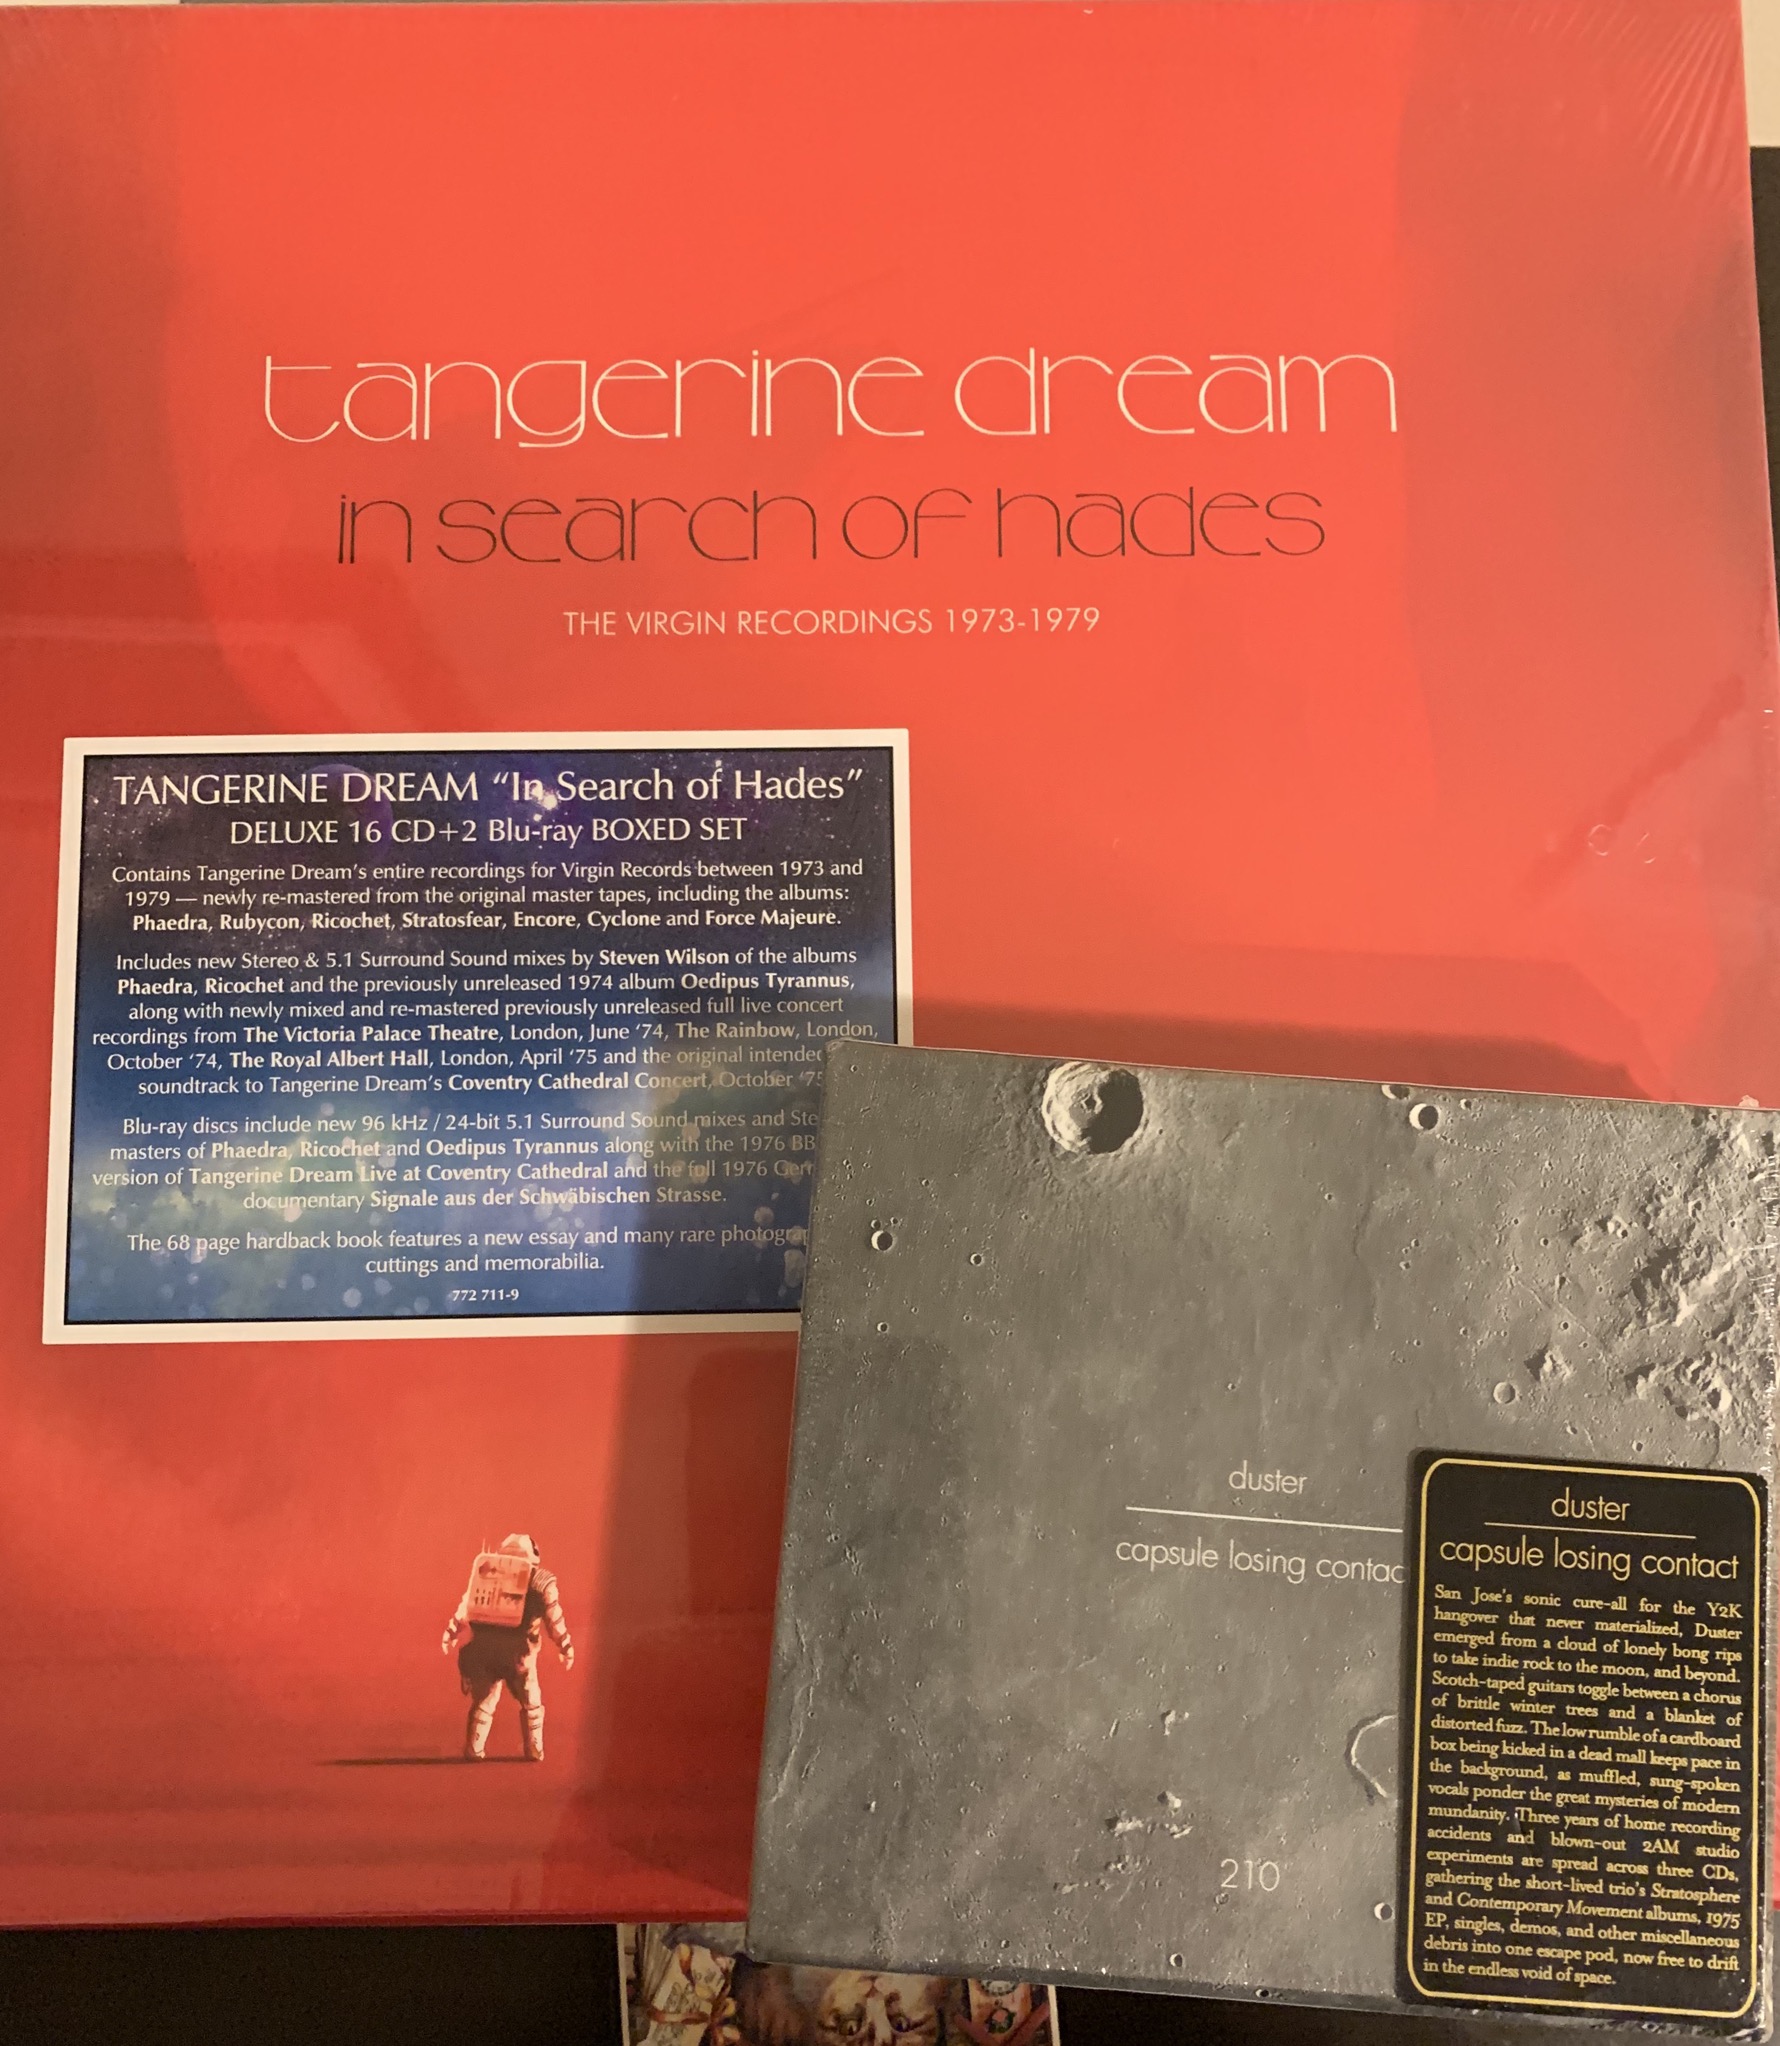 tangerine dream
in search of hades
THE VIRGIN RECORDINGS 1973-1979
TANGERINE DREAM “In Search of Hades”
DELUXE 16 CD+2 Blu-ray BOXED SET
Contains Tangerine Dream’s entire recordings for Virgin Records between 1973 and
1979 — newly re-mastered from the original master tapes, including the albums:
Phaedra, Rubycon, Ricochet, Stratosfear, Encore, Cyclone and Force Majeure.
Includes new Stereo & 5.1 Surround Sound mixes by Steven Wilson of the albums
Phaedra, Ricochet and the previously unreleased 1974 album Oedipus Tyrannus,
along with newly mixed and re-mastered previously unreleased full live concert
recordings from The Victoria Palace Theatre, London, June ‘74, The Rainbow, London,
October ‘74, The Royal Albert Hall, London, April ‘75 and the original intended
soundtrack to Tangerine Dream’s Coventry Cathedral Concert, October ‘75
Blu-ray discs include new 96 kHz / 24-bit 5.1 Surround Sound mixes and Ste
masters of Phaedra, Ricochet and Oedipus Tyrannus along with the 1976 BB
version of Tangerine Dream Live at Coventry Cathedral and the full 1976 Ger
documentary Signale aus der Schwäbischen Strasse.
The 68 page hardback book features a new essay and many rare photogra
cuttings and memorabilia.
772 711-9
duster
capsule losing contac
210
duster
capsule losing contact
San Jose's sonic cure-all for the Y2K
hangover that never materialized, Duster
emerged from a cloud of lonely bong rips
to take indie rock to the moon, and beyond.
Scotch-taped guitars toggle between a chorus
of brittle winter trees and a blanket of
distorted fuzz. The low rumble of a cardboard
box being kicked in a dead mall keeps pace in
the background, as muffled, sung-spoken
vocals ponder the great mysteries of modern
mundanity. Three years of home recording
accidents and blown-out 2AM studio
experiments are spread across three CDs,
gathering the short-lived trio's Stratosphere
and Contemporary Movement albums, 1975
EP, singles, demos, and other miscellaneous
debris into one escape pod, now free to drift
in the endless void of space.